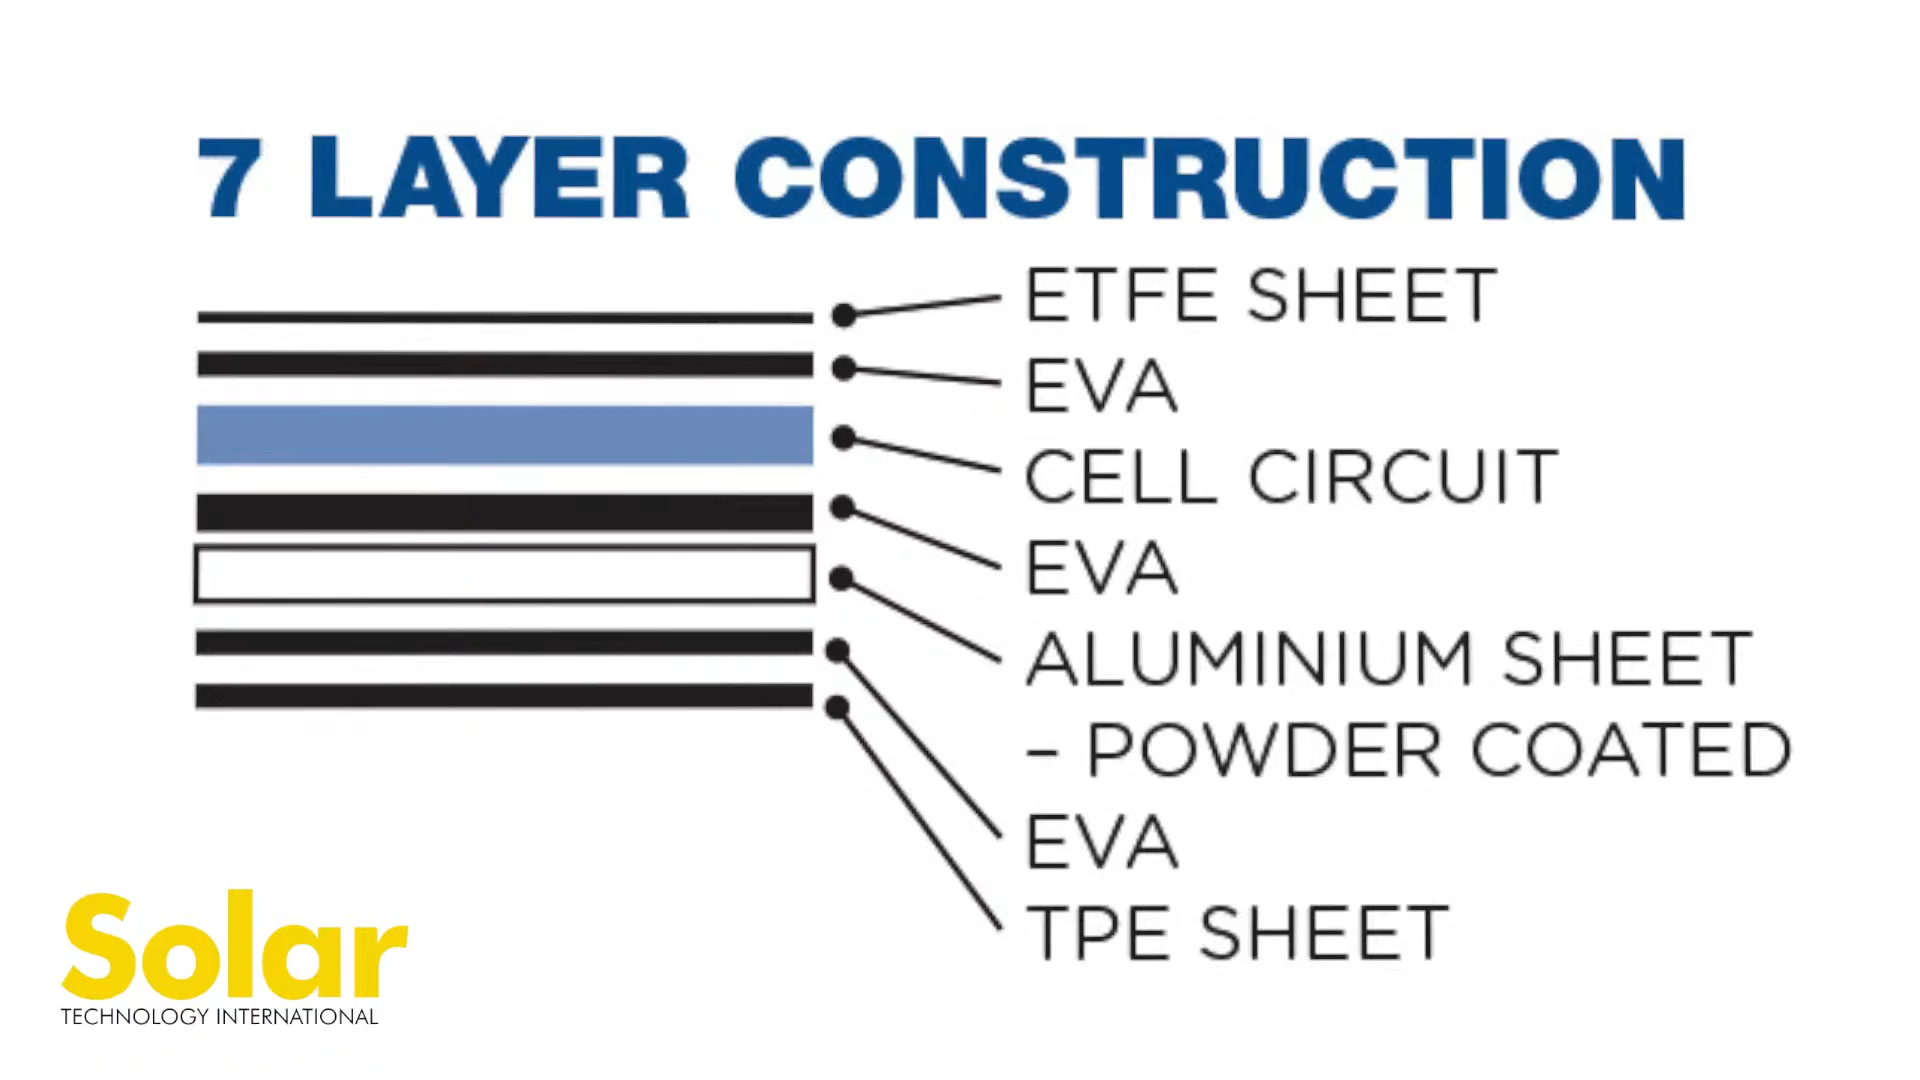 7 LAYER CONSTRUCTION
ETFE SHEET
EVA
CELL CIRCUIT
EVA
ALUMINIUM SHEET
– POWDER COATED
EVA
TPE SHEET
Solar
TECHNOLOGY INTERNATIONAL